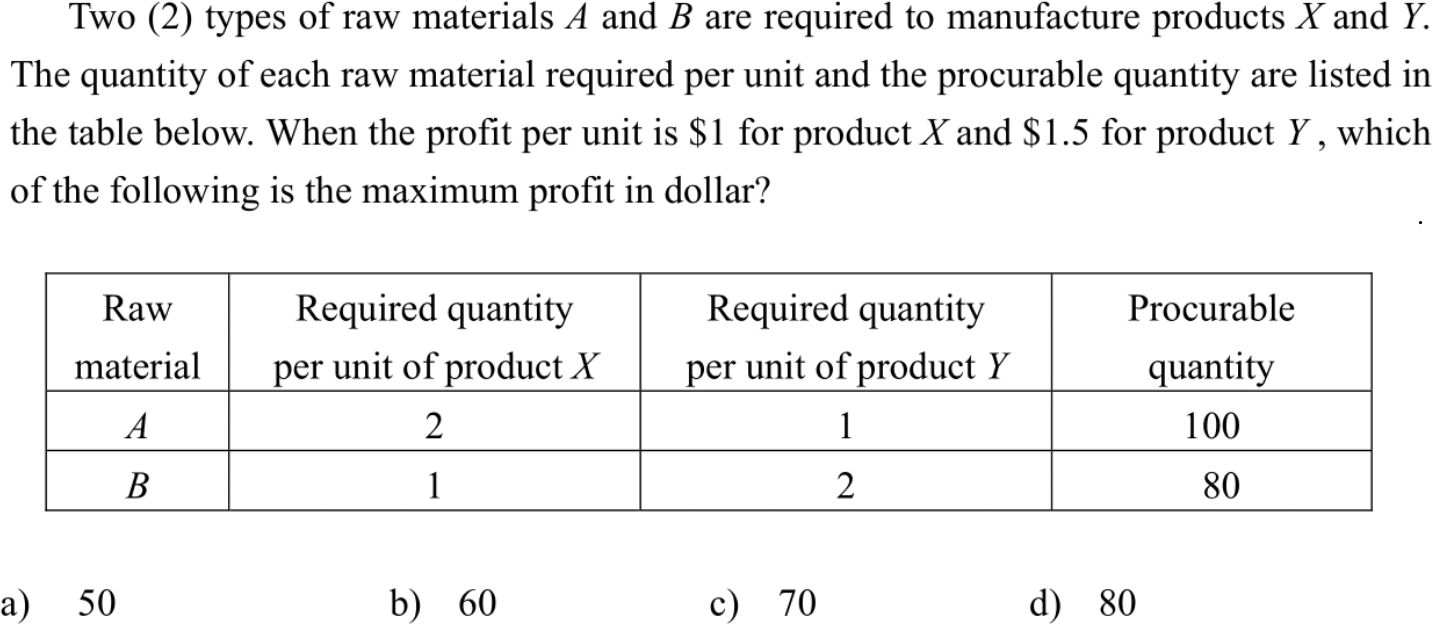 Two (2) types of raw materials A and B are required to manufacture products X and Y.
The quantity of each raw material required per unit and the procurable quantity are listed in
the table below. When the profit per unit is $1 for product X and $1.5 for product Y , which
of the following is the maximum profit in dollar?
Raw material Required quantity per unit of product X Required quantity per unit of product Y Procurable quantity
A 2 1 100
B 1 2 80
a) 50 b) 60 c) 70 d) 80